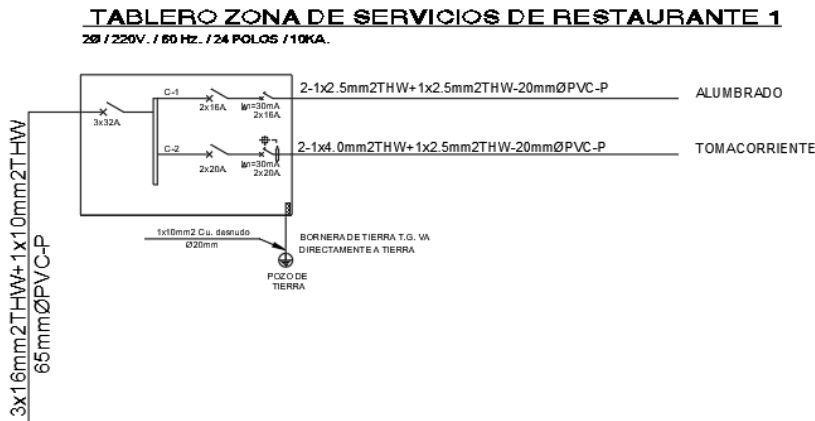 TABLERO ZONA DE SERVICIOS DE RESTAURANTE 1
2Ø / 220V. / 60 Hz. / 24 POLOS / 10KA.
C-1
3x32A.
2x16A.
In=30mA
2x16A.
2-1x2.5mm2THW+1x2.5mm2THW-20mmØPVC-P
ALUMBRADO
C-2
2x20A.
In=30mA
2x20A.
2-1x4.0mm2THW+1x2.5mm2THW-20mmØPVC-P
TOMACORRIENTE
3x16mm2THW+1x10mm2THW
65mmØPVC-P
1x10mm2 Cu. desnudo
Ø20mm
BORNERA DE TIERRA T.G. VA
DIRECTAMENTE A TIERRA
POZO DE
TIERRA